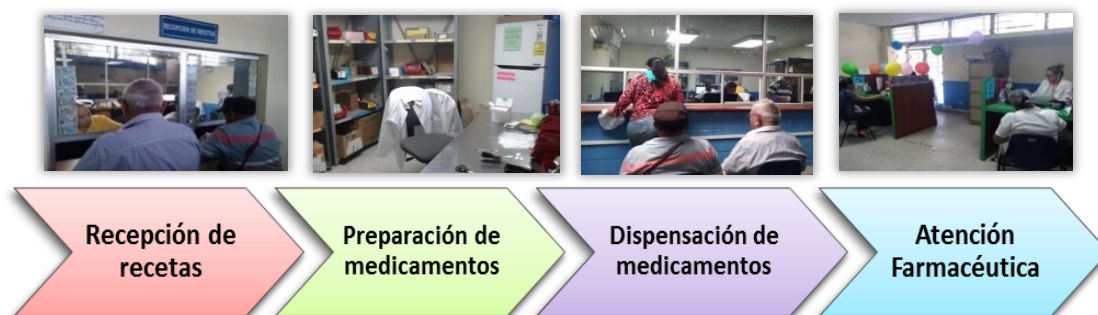 RECEPCION DE RECETAS
Recepción de
recetas
Preparación de
medicamentos
Dispensación de
medicamentos
Atención
Farmacéutica